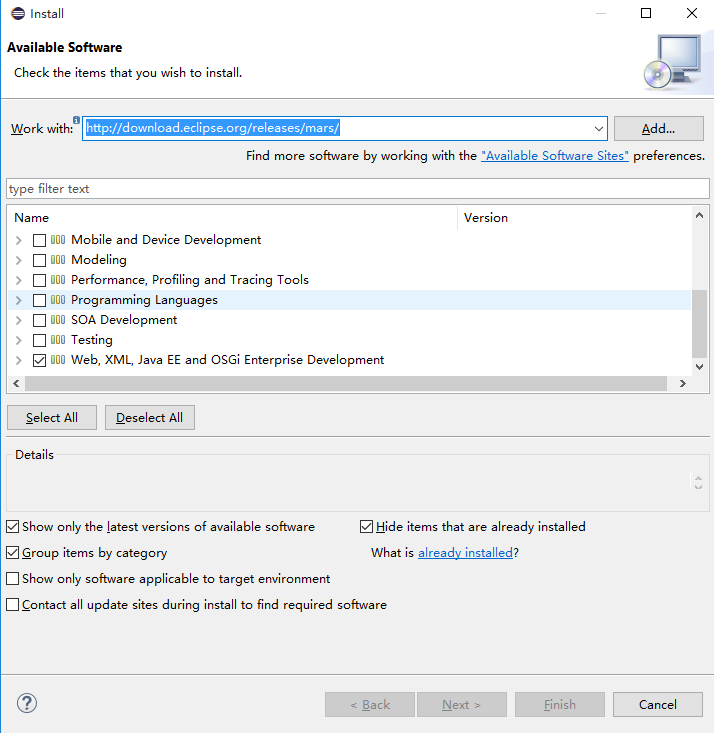 Install
Available Software
Check the items that you wish to install.
Work with: http://download.eclipse.org/releases/mars/ Add...
Find more software by working with the "Available Software Sites" preferences.
type filter text
Name Version
Mobile and Device Development
Modeling
Performance, Profiling and Tracing Tools
Programming Languages
SOA Development
Testing
Web, XML, Java EE and OSGi Enterprise Development
Select All Deselect All
Details
Show only the latest versions of available software Hide items that are already installed
Group items by category What is already installed?
Show only software applicable to target environment
Contact all update sites during install to find required software
? < Back Next > Finish Cancel